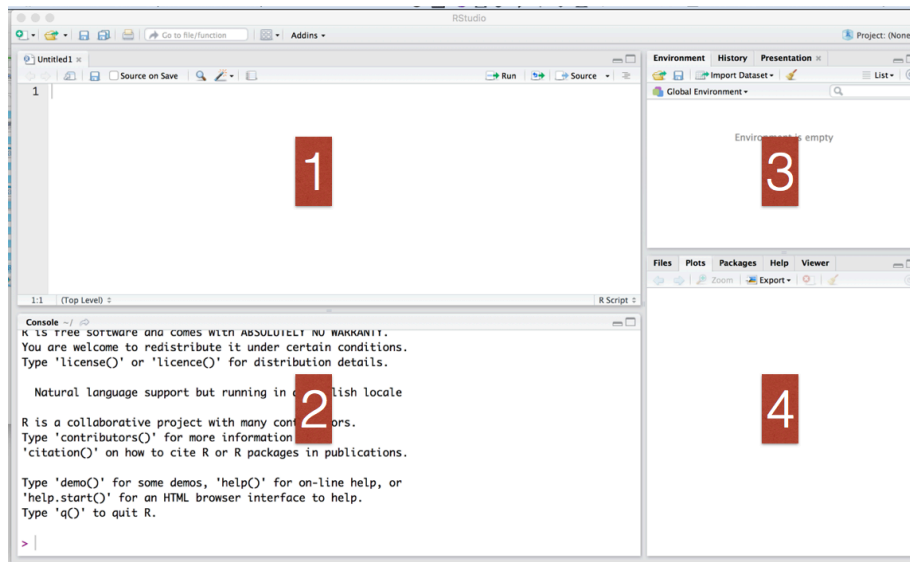 RStudio
Go to file/function Addins Project: (None
Untitled1
Source on Save Run Source
1
1
1:1 (Top Level) R Script
Console ~/
R is free software and comes with ABSOLUTELY NO WARRANTY.
You are welcome to redistribute it under certain conditions.
Type 'license()' or 'licence()' for distribution details.
Natural language support but running in lish locale
2
R is a collaborative project with many con ors.
Type 'contributors()' for more information
'citation()' on how to cite R or R packages in publications.
Type 'demo()' for some demos, 'help()' for on-line help, or
'help.start()' for an HTML browser interface to help.
Type 'q()' to quit R.
>
Environment History Presentation
Import Dataset List
Global Environment
Environment is empty
3
Files Plots Packages Help Viewer
Zoom Export
4